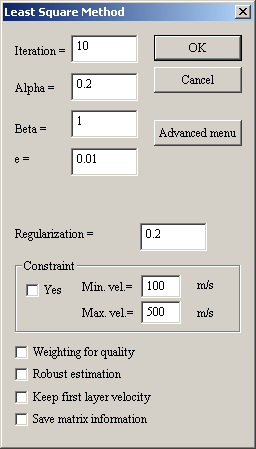 Least Square Method
Iteration = 10 OK
Alpha = 0.2 Cancel
Beta = 1 Advanced menu
e = 0.01
Regularization = 0.2
Constraint
Yes Min. vel.= 100 m/s
Max. vel.= 500 m/s
Weighting for quality
Robust estimation
Keep first layer velocity
Save matrix information